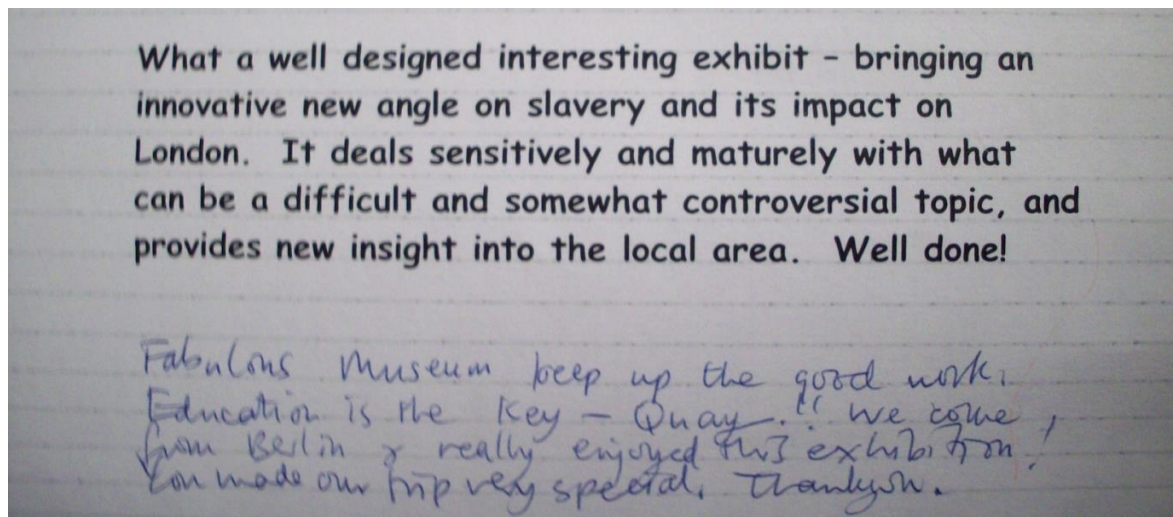 What a well designed interesting exhibit - bringing an
innovative new angle on slavery and its impact on
London. It deals sensitively and maturely with what
can be a difficult and somewhat controversial topic, and
provides new insight into the local area. Well done!
Fabulous Museum keep up the good work.
Education is the Key - Quay.!! We come
from Berlin & really enjoyed this exhibition!
You made our trip very special. Thankyou.